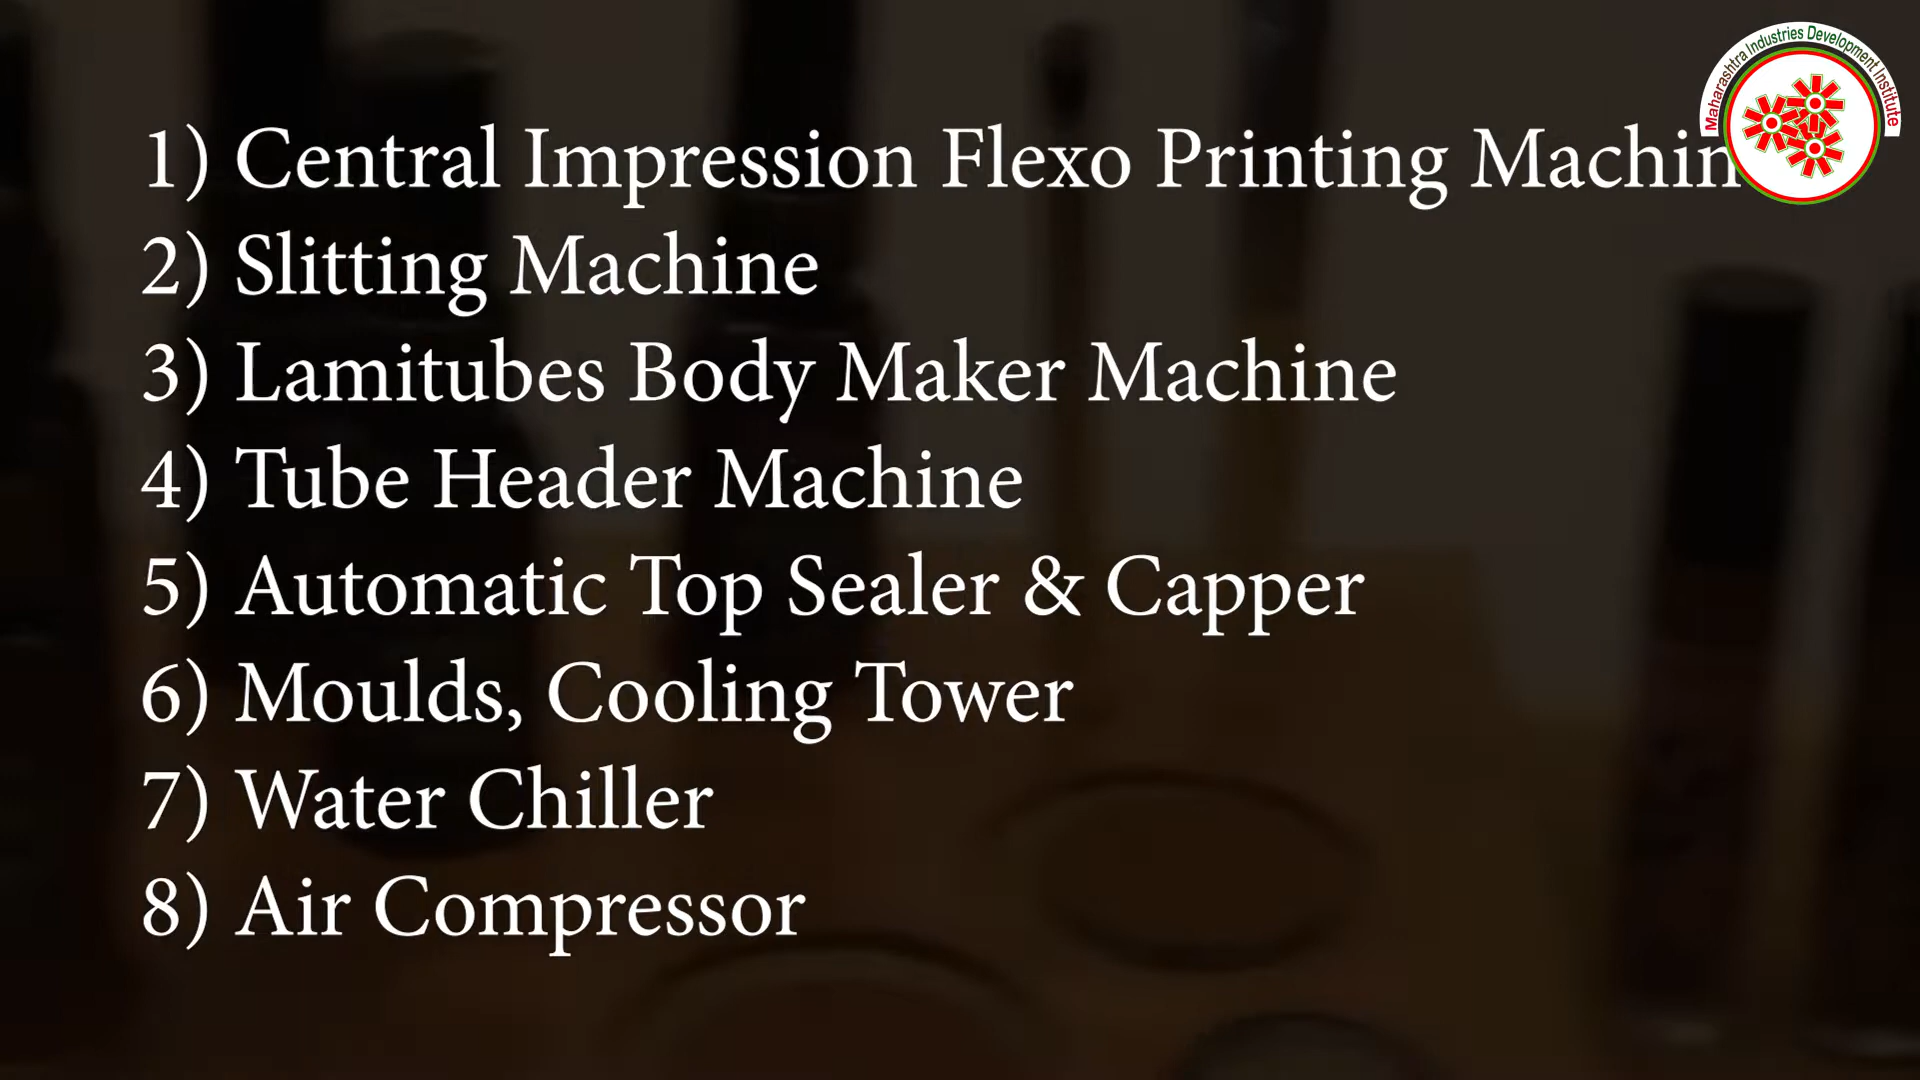 Maharashtra Industries Development Institute
1) Central Impression Flexo Printing Machin
2) Slitting Machine
3) Lamitubes Body Maker Machine
4) Tube Header Machine
5) Automatic Top Sealer & Capper
6) Moulds, Cooling Tower
7) Water Chiller
8) Air Compressor